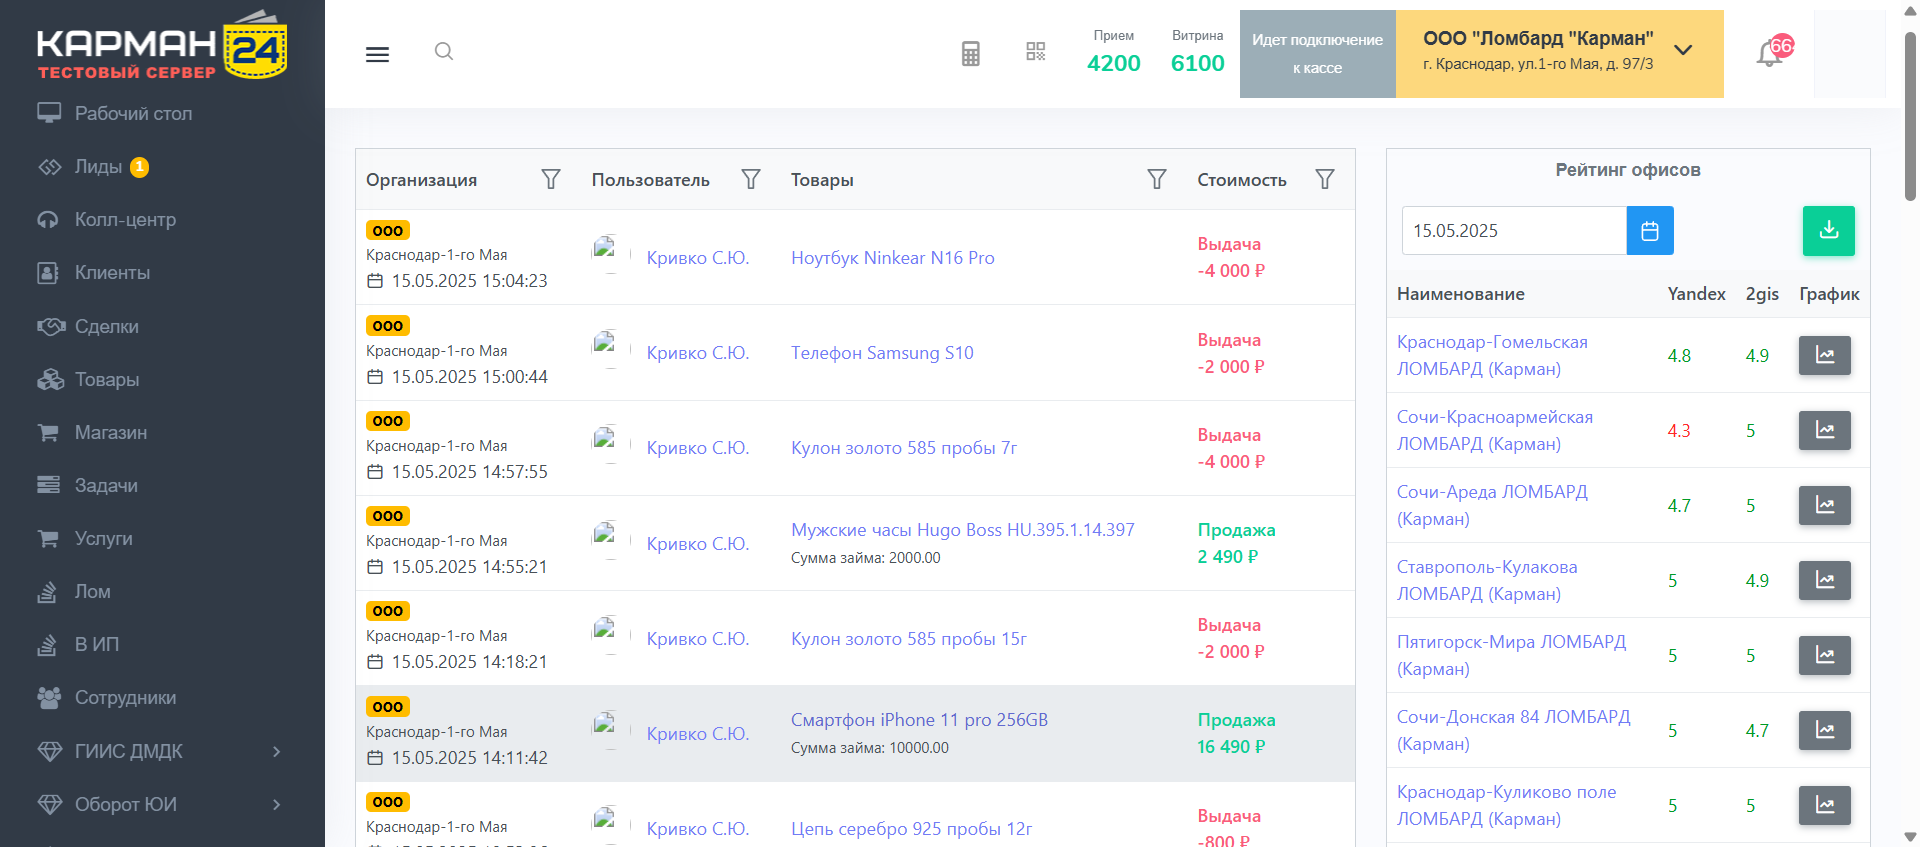 КАРМАН 24
ТЕСТОВЫЙ СЕРВЕР
Рабочий стол
Лиды 1
Колл-центр
Клиенты
Сделки
Товары
Магазин
Задачи
Услуги
Лом
В ИП
Сотрудники
ГИИС ДМДК
Оборот ЮИ
Прием
4200
Витрина
6100
Идет подключение
к кассе
ООО "Ломбард "Карман"
г. Краснодар, ул.1-го Мая, д. 97/3
Организация Пользователь Товары Стоимость
ООО
Краснодар-1-го Мая
15.05.2025 15:04:23
Кривко С.Ю.
Ноутбук Ninkear N16 Pro
Выдача
-4 000 ₽
ООО
Краснодар-1-го Мая
15.05.2025 15:00:44
Кривко С.Ю.
Телефон Samsung S10
Выдача
-2 000 ₽
ООО
Краснодар-1-го Мая
15.05.2025 14:57:55
Кривко С.Ю.
Кулон золото 585 пробы 7г
Выдача
-4 000 ₽
ООО
Краснодар-1-го Мая
15.05.2025 14:55:21
Кривко С.Ю.
Мужские часы Hugo Boss HU.395.1.14.397
Сумма займа: 2000.00
Продажа
2 490 ₽
ООО
Краснодар-1-го Мая
15.05.2025 14:18:21
Кривко С.Ю.
Кулон золото 585 пробы 15г
Выдача
-2 000 ₽
ООО
Краснодар-1-го Мая
15.05.2025 14:11:42
Кривко С.Ю.
Смартфон iPhone 11 pro 256GB
Сумма займа: 10000.00
Продажа
16 490 ₽
ООО
Краснодар-1-го Мая
Кривко С.Ю.
Цепь серебро 925 пробы 12г
Выдача
-800 ₽
Рейтинг офисов
15.05.2025
Наименование Yandex 2gis График
Краснодар-Гомельская
ЛОМБАРД (Карман)
4.8 4.9
Сочи-Красноармейская
ЛОМБАРД (Карман)
4.3 5
Сочи-Ареда ЛОМБАРД
(Карман)
4.7 5
Ставрополь-Кулакова
ЛОМБАРД (Карман)
5 4.9
Пятигорск-Мира ЛОМБАРД
(Карман)
5 5
Сочи-Донская 84 ЛОМБАРД
(Карман)
5 4.7
Краснодар-Куликово поле
ЛОМБАРД (Карман)
5 5